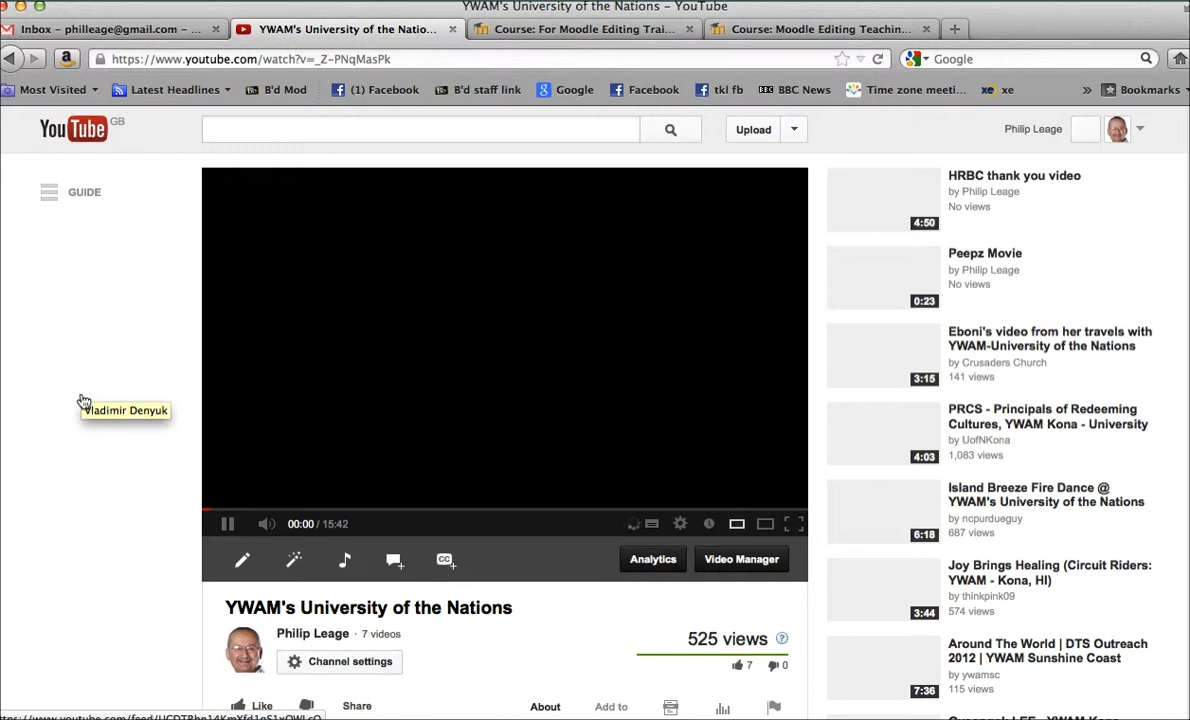 YWAM's University of the Nations – YouTube
Inbox – philleage@gmail.com – ...
YWAM's University of the Natio...
Course: For Moodle Editing Trai...
Course: Moodle Editing Teachin...
https://www.youtube.com/watch?v=_Z-PNqMasPk
Google
Most Visited
Latest Headlines
B'd Mod
(1) Facebook
B'd staff link
Google
Facebook
tkl fb
BBC News
Time zone meeti...
xe
Bookmarks
YouTube GB
Upload
Philip Leage
GUIDE
Vladimir Denyuk
00:00 / 15:42
CC
Analytics
Video Manager
YWAM's University of the Nations
Philip Leage · 7 videos
Channel settings
525 views
7
0
Like
Share
About
Add to
HRBC thank you video
by Philip Leage
No views
4:50
Peepz Movie
by Philip Leage
No views
0:23
Eboni's video from her travels with
YWAM-University of the Nations
by Crusaders Church
141 views
3:15
PRCS - Principals of Redeeming
Cultures, YWAM Kona - University
by UofNKona
1,083 views
4:03
Island Breeze Fire Dance @
YWAM's University of the Nations
by ncpurdueguy
687 views
6:18
Joy Brings Healing (Circuit Riders:
YWAM - Kona, HI)
by thinkpink09
574 views
3:44
Around The World | DTS Outreach
2012 | YWAM Sunshine Coast
by ywamsc
115 views
7:36